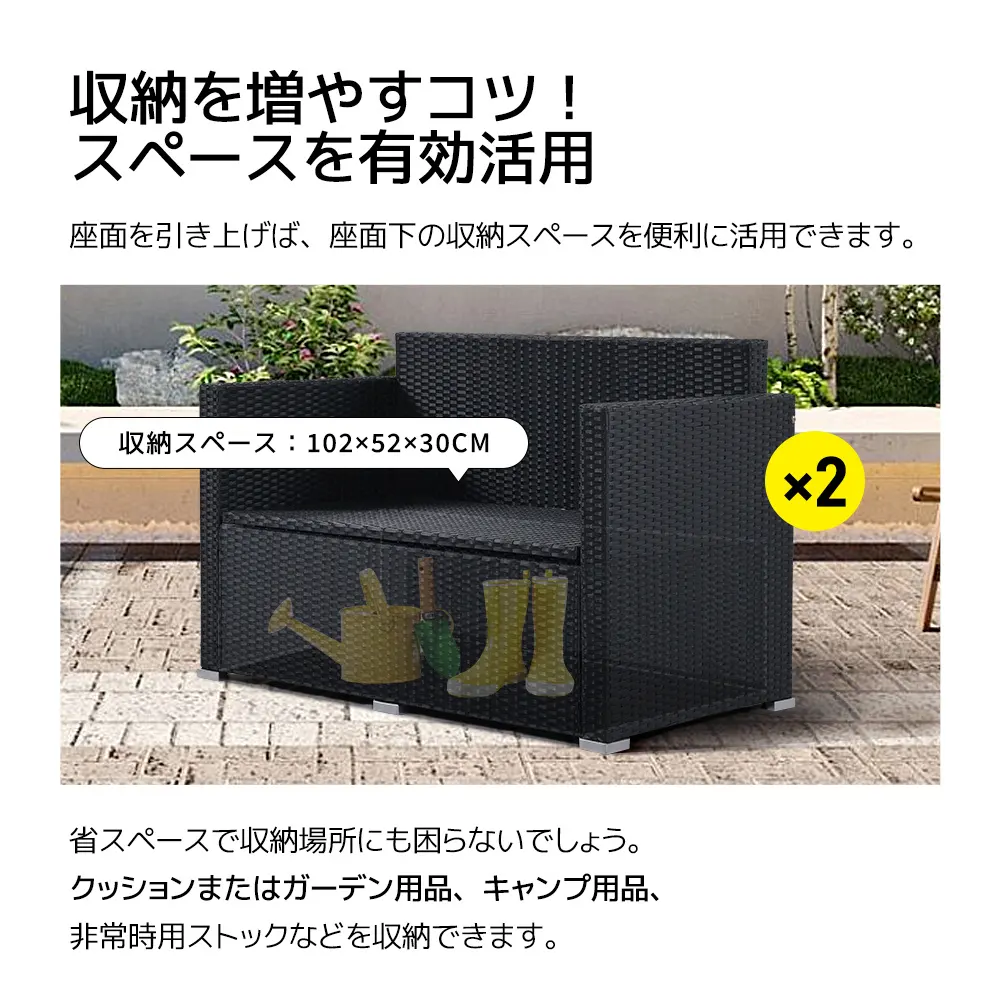 収納を増やすコツ！
スペースを有効活用
座面を引き上げば、座面下の収納スペースを便利に活用できます。
収納スペース：102×52×30CM
×2
省スペースで収納場所にも困らないでしょう。
クッションまたはガーデン用品、キャンプ用品、
非常時用ストックなどを収納できます。